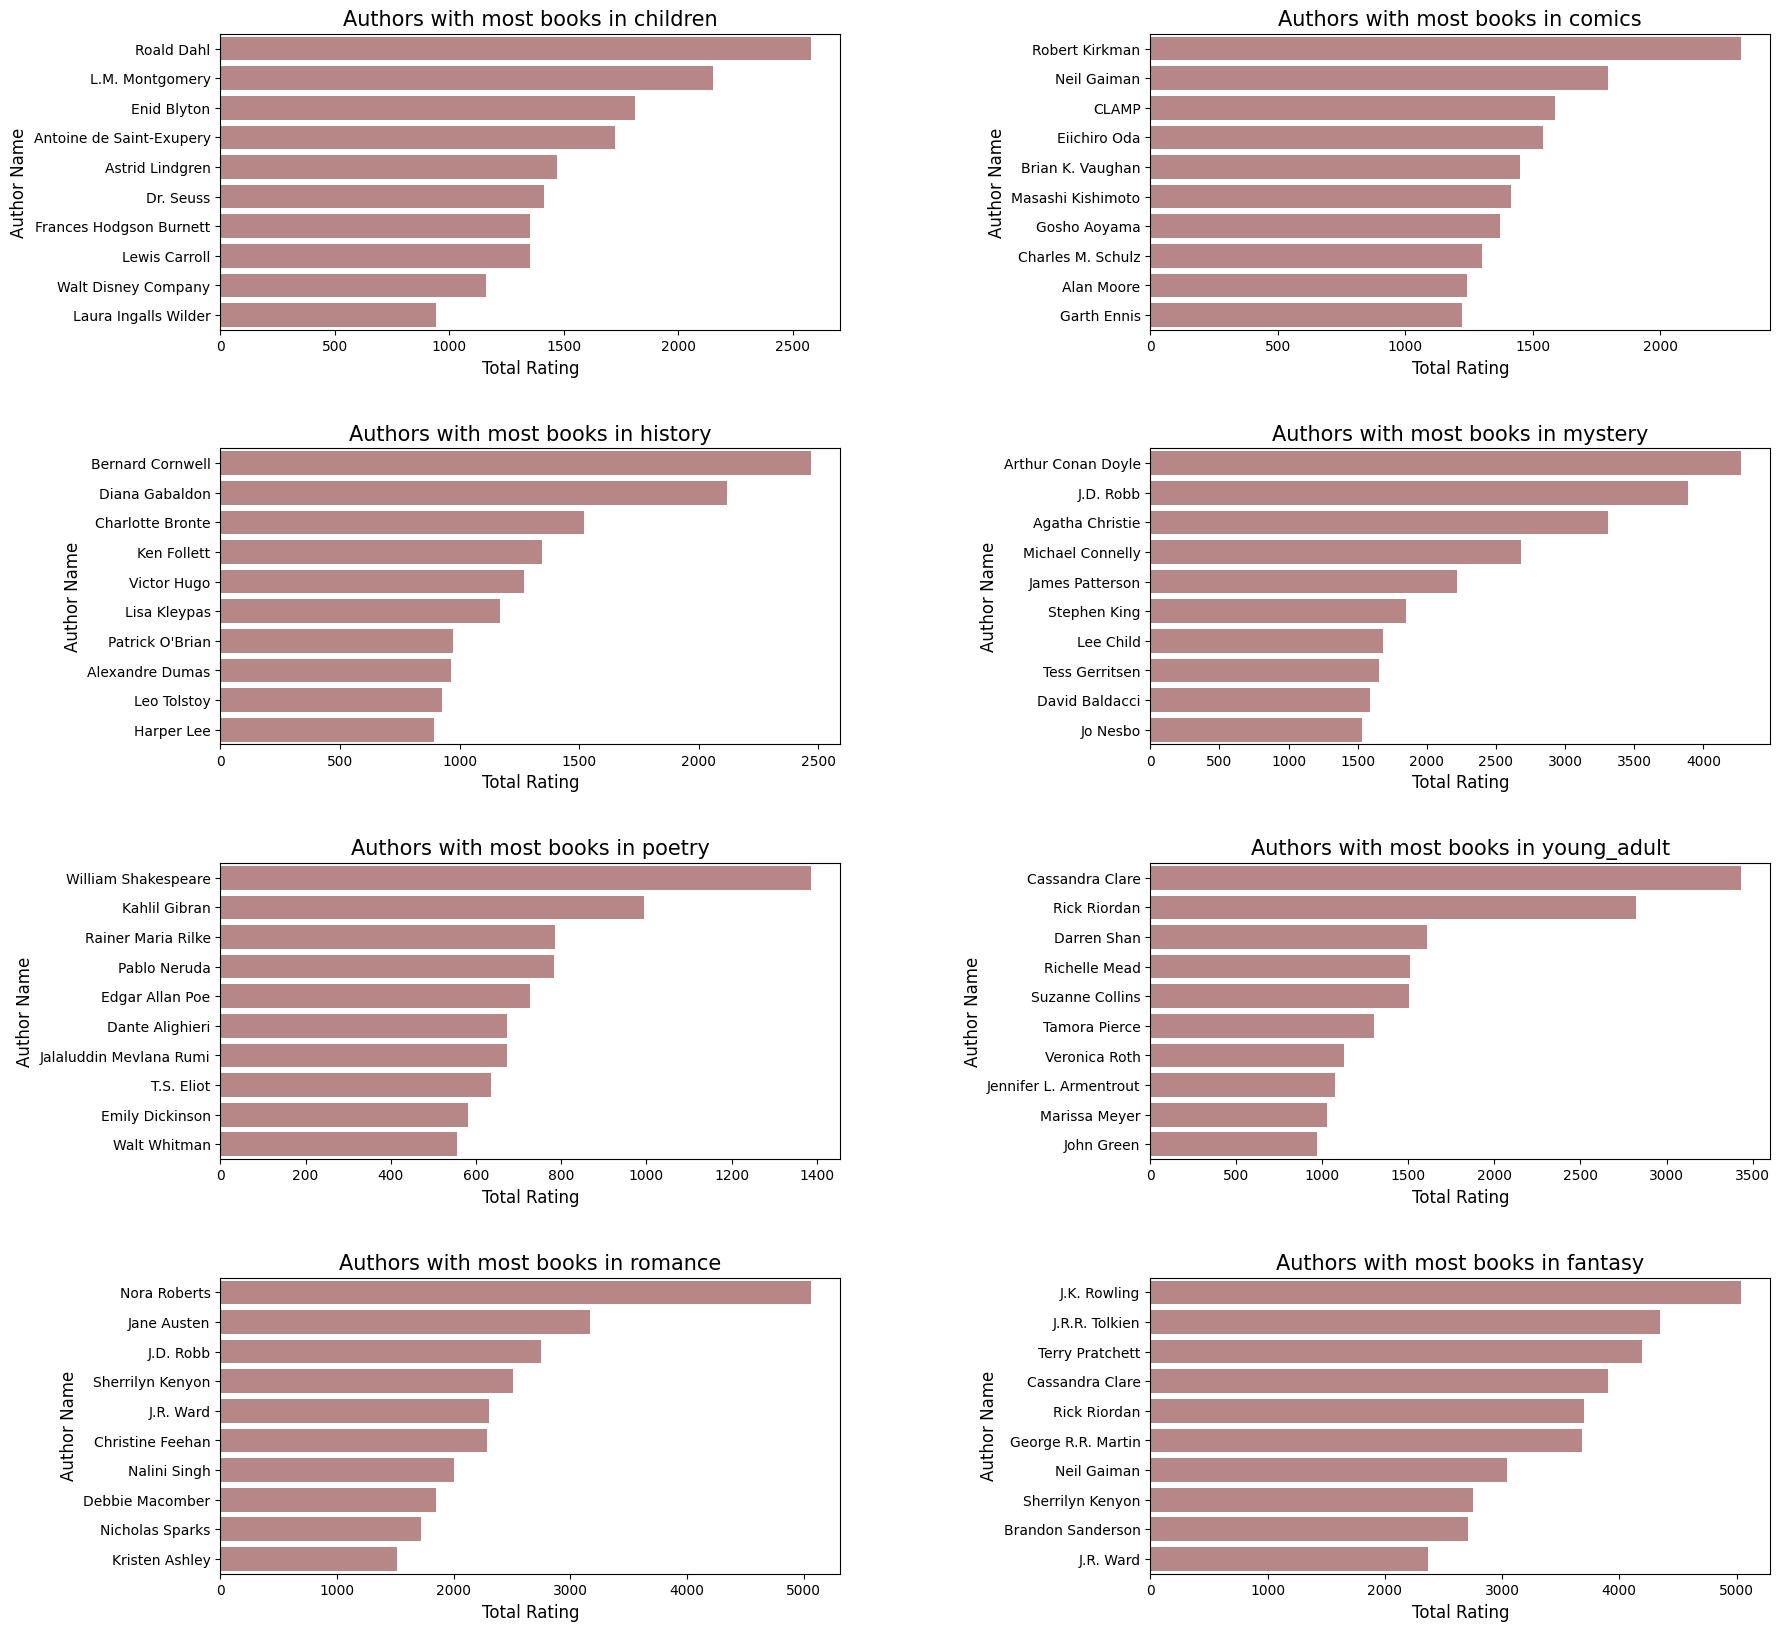 Authors with most books in children
Author Name
Roald Dahl
L.M. Montgomery
Enid Blyton
Antoine de Saint-Exupery
Astrid Lindgren
Dr. Seuss
Frances Hodgson Burnett
Lewis Carroll
Walt Disney Company
Laura Ingalls Wilder
0 500 1000 1500 2000 2500
Total Rating
Authors with most books in comics
Author Name
Robert Kirkman
Neil Gaiman
CLAMP
Eiichiro Oda
Brian K. Vaughan
Masashi Kishimoto
Gosho Aoyama
Charles M. Schulz
Alan Moore
Garth Ennis
0 500 1000 1500 2000
Total Rating
Authors with most books in history
Author Name
Bernard Cornwell
Diana Gabaldon
Charlotte Bronte
Ken Follett
Victor Hugo
Lisa Kleypas
Patrick O'Brian
Alexandre Dumas
Leo Tolstoy
Harper Lee
0 500 1000 1500 2000 2500
Total Rating
Authors with most books in mystery
Author Name
Arthur Conan Doyle
J.D. Robb
Agatha Christie
Michael Connelly
James Patterson
Stephen King
Lee Child
Tess Gerritsen
David Baldacci
Jo Nesbo
0 500 1000 1500 2000 2500 3000 3500 4000
Total Rating
Authors with most books in poetry
Author Name
William Shakespeare
Kahlil Gibran
Rainer Maria Rilke
Pablo Neruda
Edgar Allan Poe
Dante Alighieri
Jalaluddin Mevlana Rumi
T.S. Eliot
Emily Dickinson
Walt Whitman
0 200 400 600 800 1000 1200 1400
Total Rating
Authors with most books in young_adult
Author Name
Cassandra Clare
Rick Riordan
Darren Shan
Richelle Mead
Suzanne Collins
Tamora Pierce
Veronica Roth
Jennifer L. Armentrout
Marissa Meyer
John Green
0 500 1000 1500 2000 2500 3000 3500
Total Rating
Authors with most books in romance
Author Name
Nora Roberts
Jane Austen
J.D. Robb
Sherrilyn Kenyon
J.R. Ward
Christine Feehan
Nalini Singh
Debbie Macomber
Nicholas Sparks
Kristen Ashley
0 1000 2000 3000 4000 5000
Total Rating
Authors with most books in fantasy
Author Name
J.K. Rowling
J.R.R. Tolkien
Terry Pratchett
Cassandra Clare
Rick Riordan
George R.R. Martin
Neil Gaiman
Sherrilyn Kenyon
Brandon Sanderson
J.R. Ward
0 1000 2000 3000 4000 5000
Total Rating